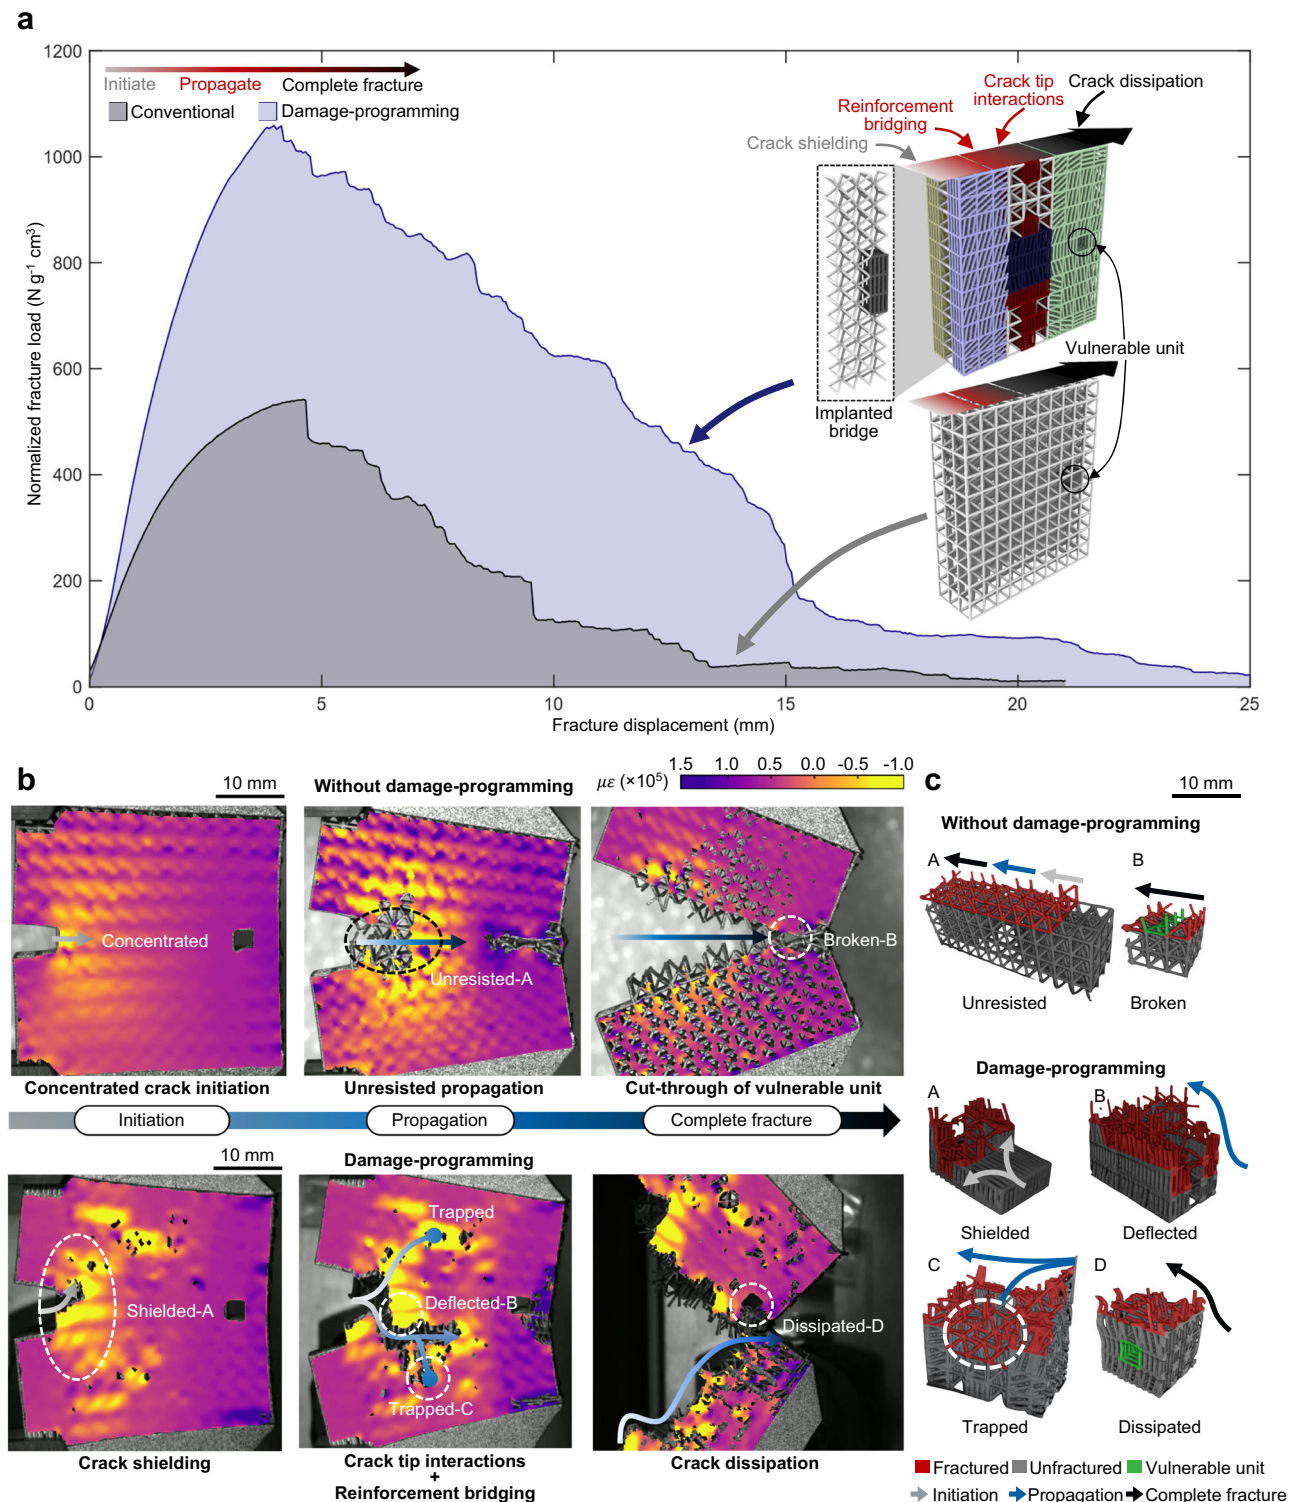 a
1200
1000
800
600
400
200
0
Normalized fracture load (N g⁻¹ cm³)
0
5
10
15
20
25
Fracture displacement (mm)
Initiate
Propagate
Complete fracture
Conventional
Damage-programming
Crack tip
interactions
Crack dissipation
Reinforcement
bridging
Crack shielding
Vulnerable unit
Implanted
bridge
b
10 mm
Without damage-programming
με (×10⁵)
1.5
1.0
0.5
0.0
-0.5
-1.0
Concentrated
Unresisted-A
Broken-B
Concentrated crack initiation
Unresisted propagation
Cut-through of vulnerable unit
Initiation
Propagation
Complete fracture
10 mm
Damage-programming
Shielded-A
Trapped
Deflected-B
Trapped-C
Dissipated-D
Crack shielding
Crack tip interactions
+
Reinforcement bridging
Crack dissipation
c
10 mm
Without damage-programming
A
B
Unresisted
Broken
Damage-programming
A
B
Shielded
Deflected
C
D
Trapped
Dissipated
Fractured
Unfractured
Vulnerable unit
Initiation
Propagation
Complete fracture